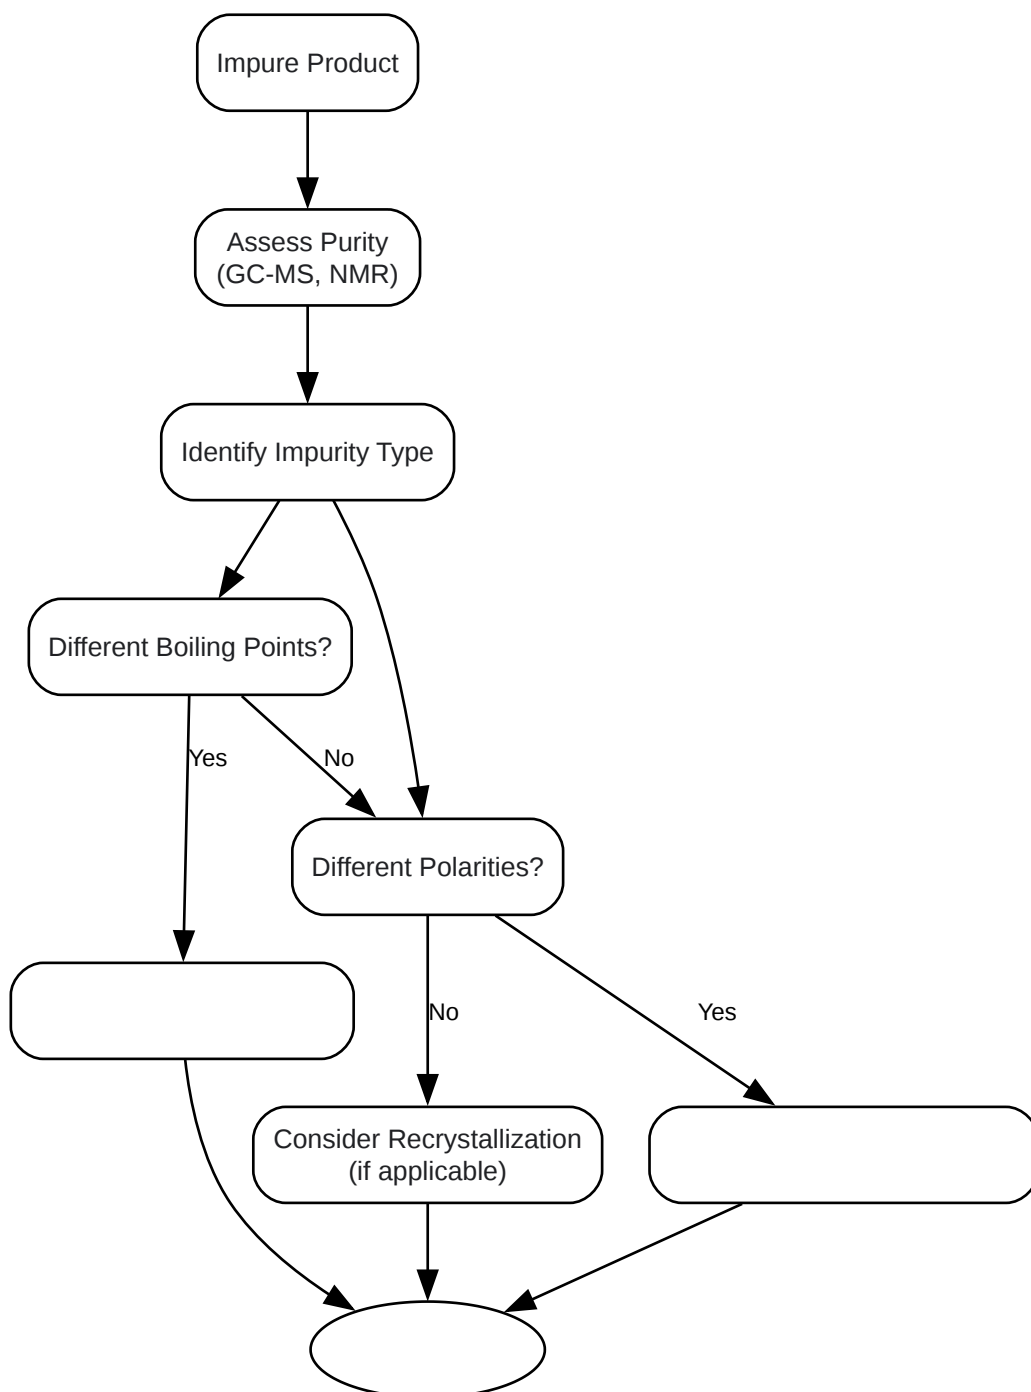 Impure Product
Assess Purity
(GC-MS, NMR)
Identify Impurity Type
Different Boiling Points?
Yes
No
Different Polarities?
No
Yes
Consider Recrystallization
(if applicable)